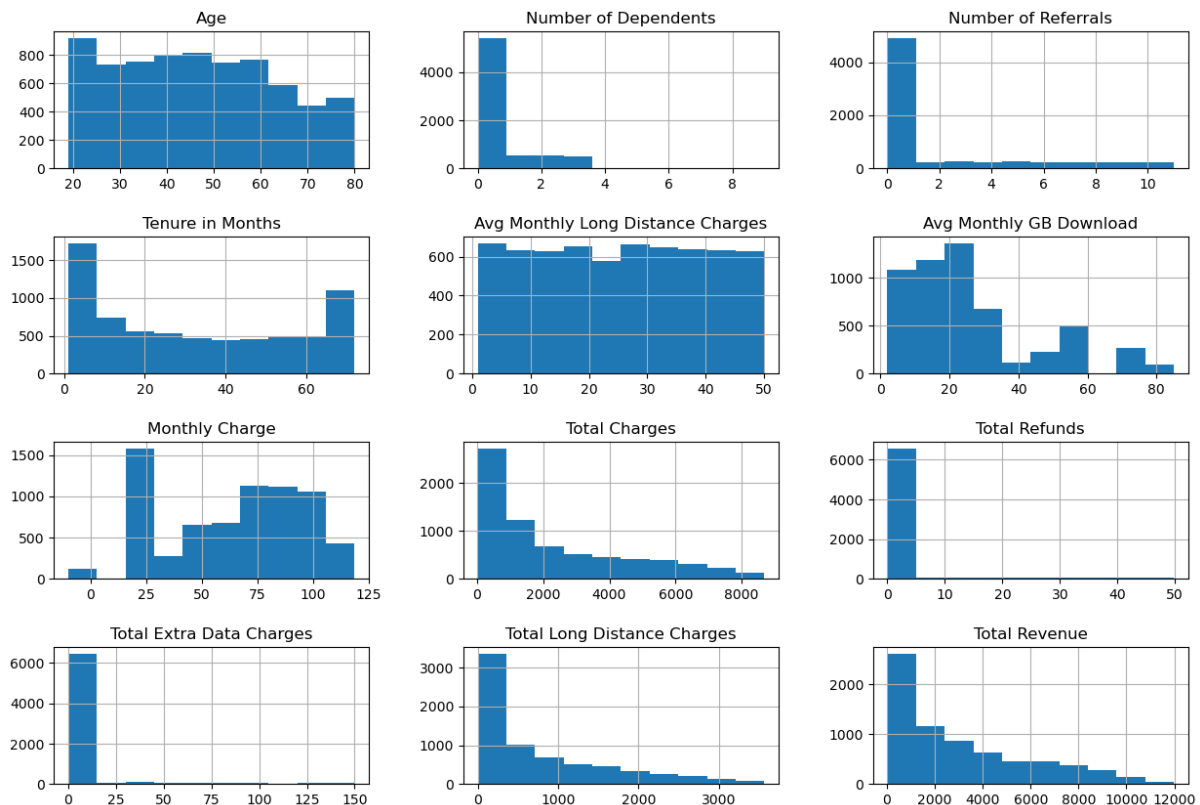 Age
Number of Dependents
Number of Referrals
800
600
400
200
0
20 30 40 50 60 70 80
4000
2000
0
0 2 4 6 8
4000
2000
0
0 2 4 6 8 10
Tenure in Months
Avg Monthly Long Distance Charges
Avg Monthly GB Download
1500
1000
500
0
0 20 40 60
600
400
200
0
0 10 20 30 40 50
1000
500
0
0 20 40 60 80
Monthly Charge
Total Charges
Total Refunds
1500
1000
500
0
0 25 50 75 100 125
2000
1000
0
0 2000 4000 6000 8000
6000
4000
2000
0
0 10 20 30 40 50
Total Extra Data Charges
Total Long Distance Charges
Total Revenue
6000
4000
2000
0
0 25 50 75 100 125 150
3000
2000
1000
0
0 1000 2000 3000
2000
1000
0
0 2000 4000 6000 8000 10000 12000